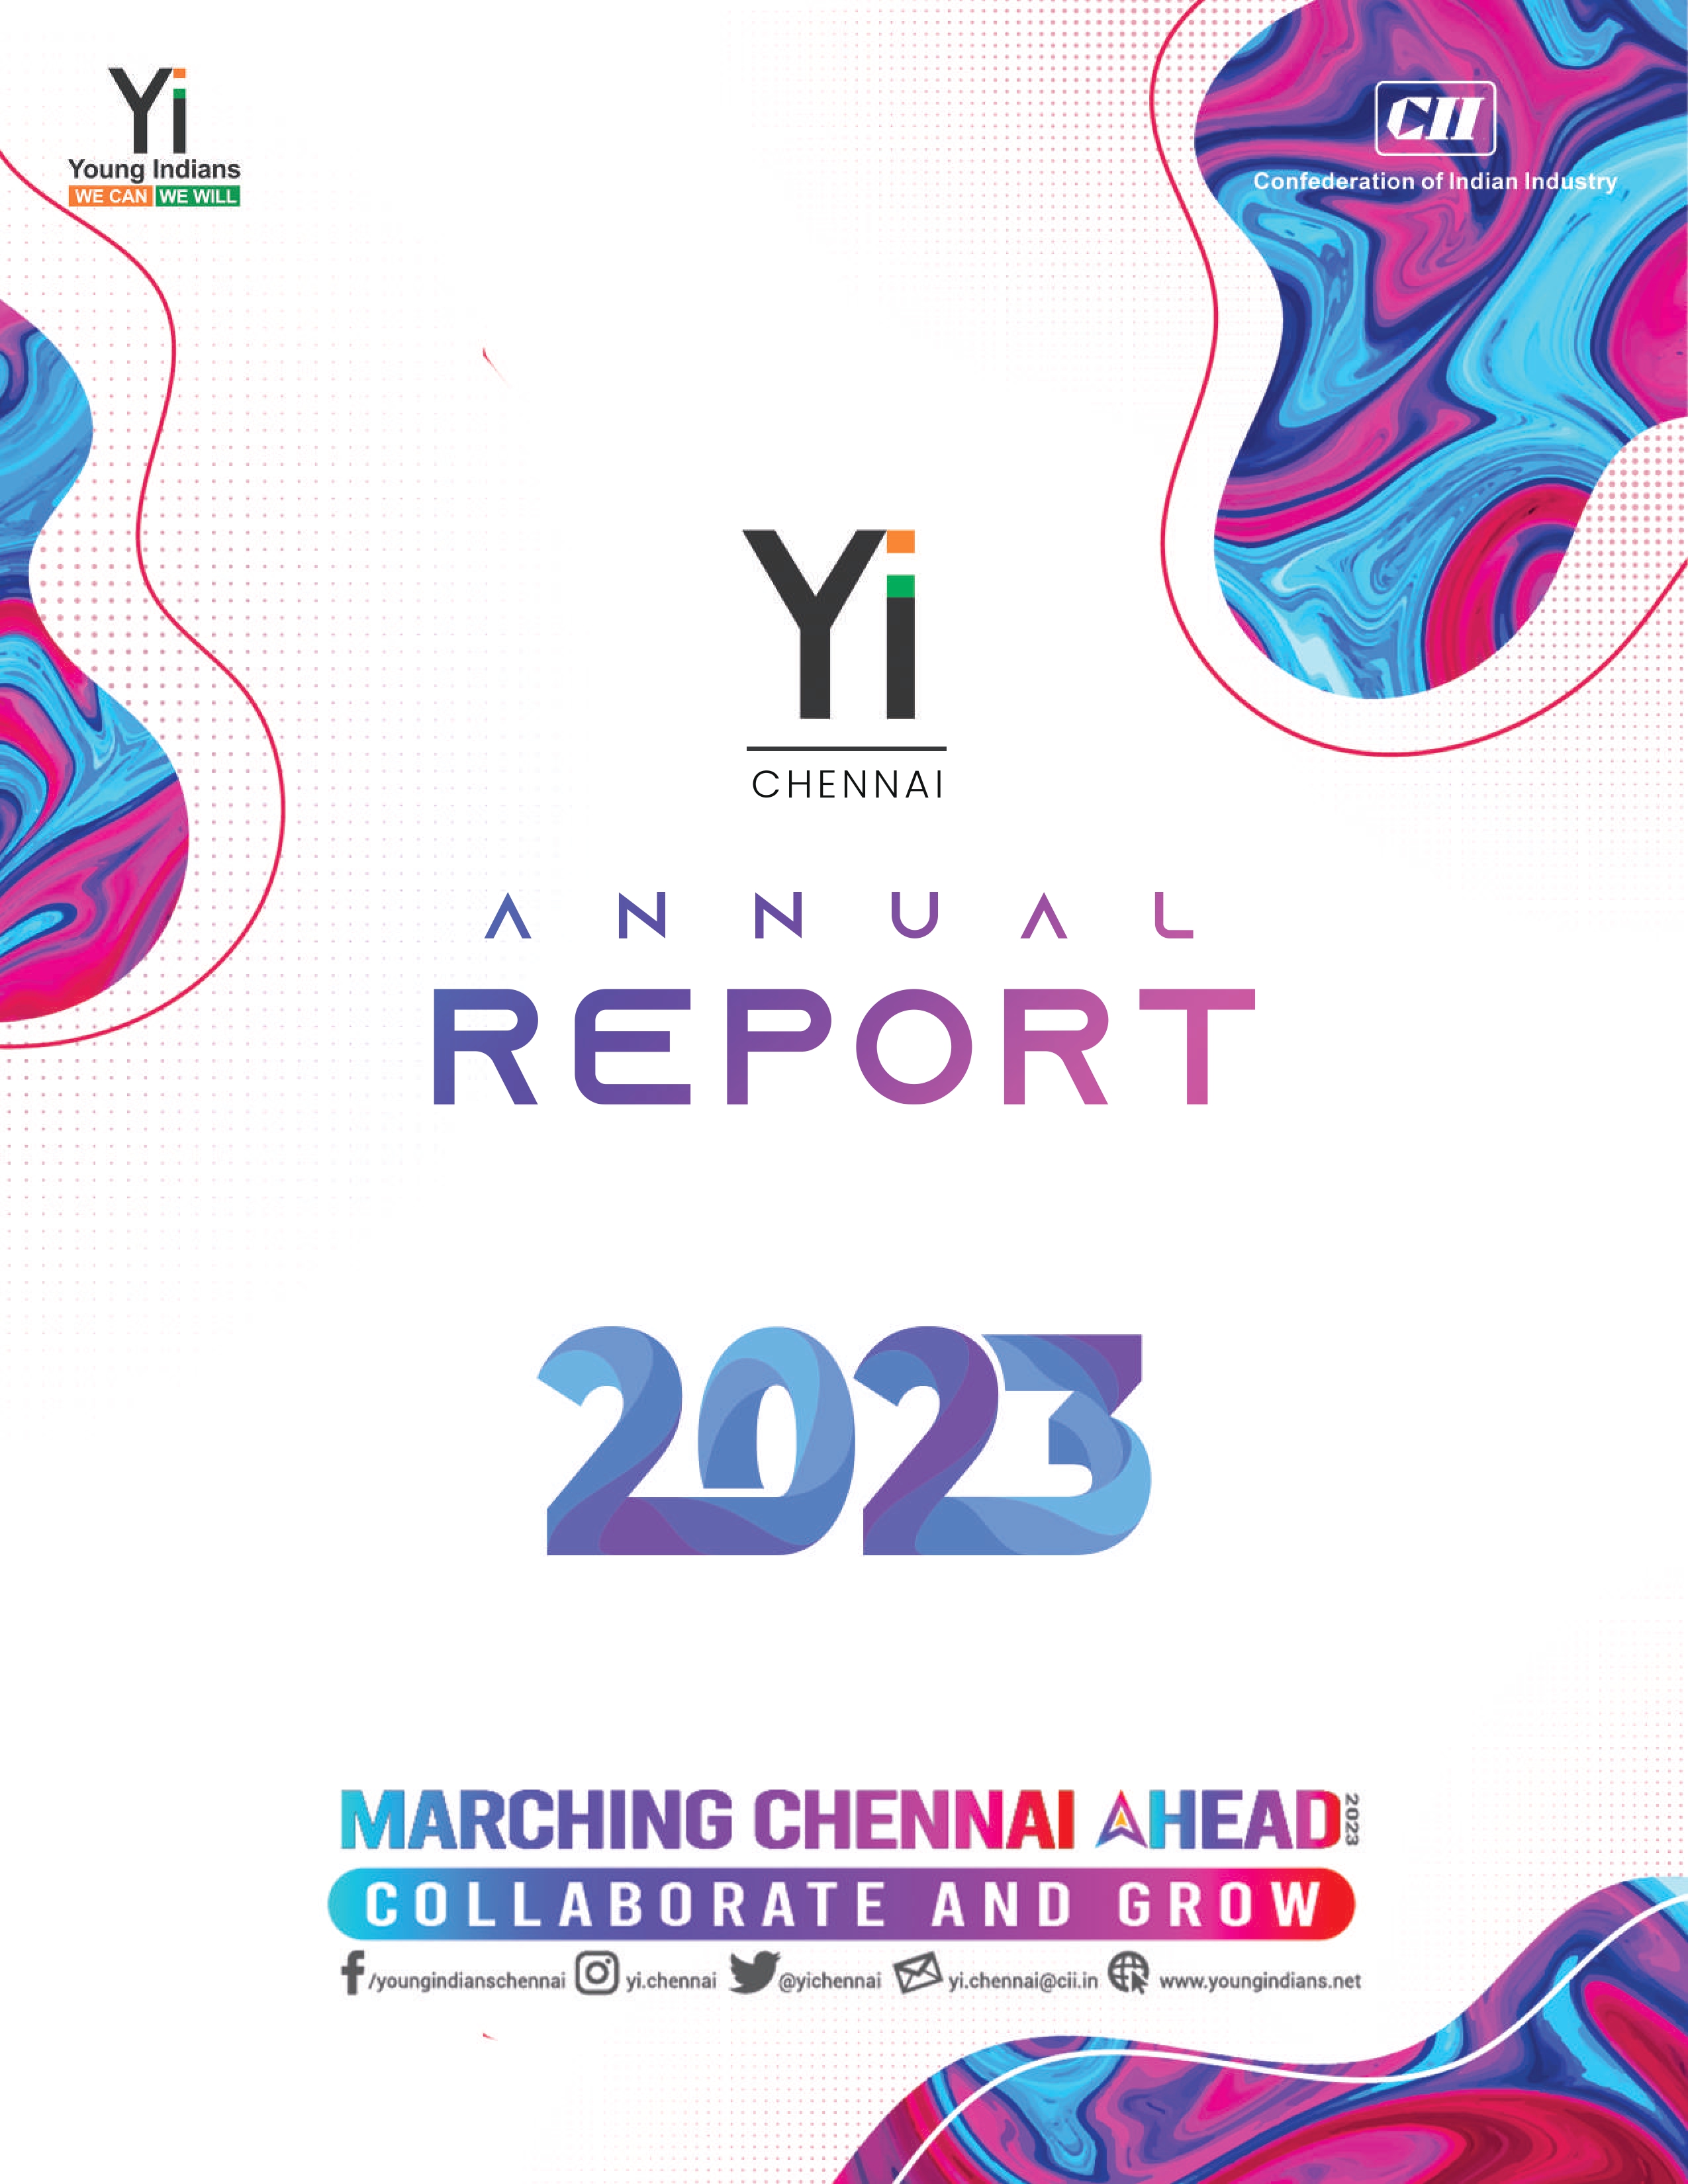 Yi
Young Indians
WE CAN WE WILL
CII
Confederation of Indian Industry
Yi
CHENNAI
ANNUAL
REPORT
2023
MARCHING CHENNAI AHEAD 2023
COLLABORATE AND GROW
/youngindianschennai yi.chennai @yichennai yi.chennai@cii.in www.youngindians.net